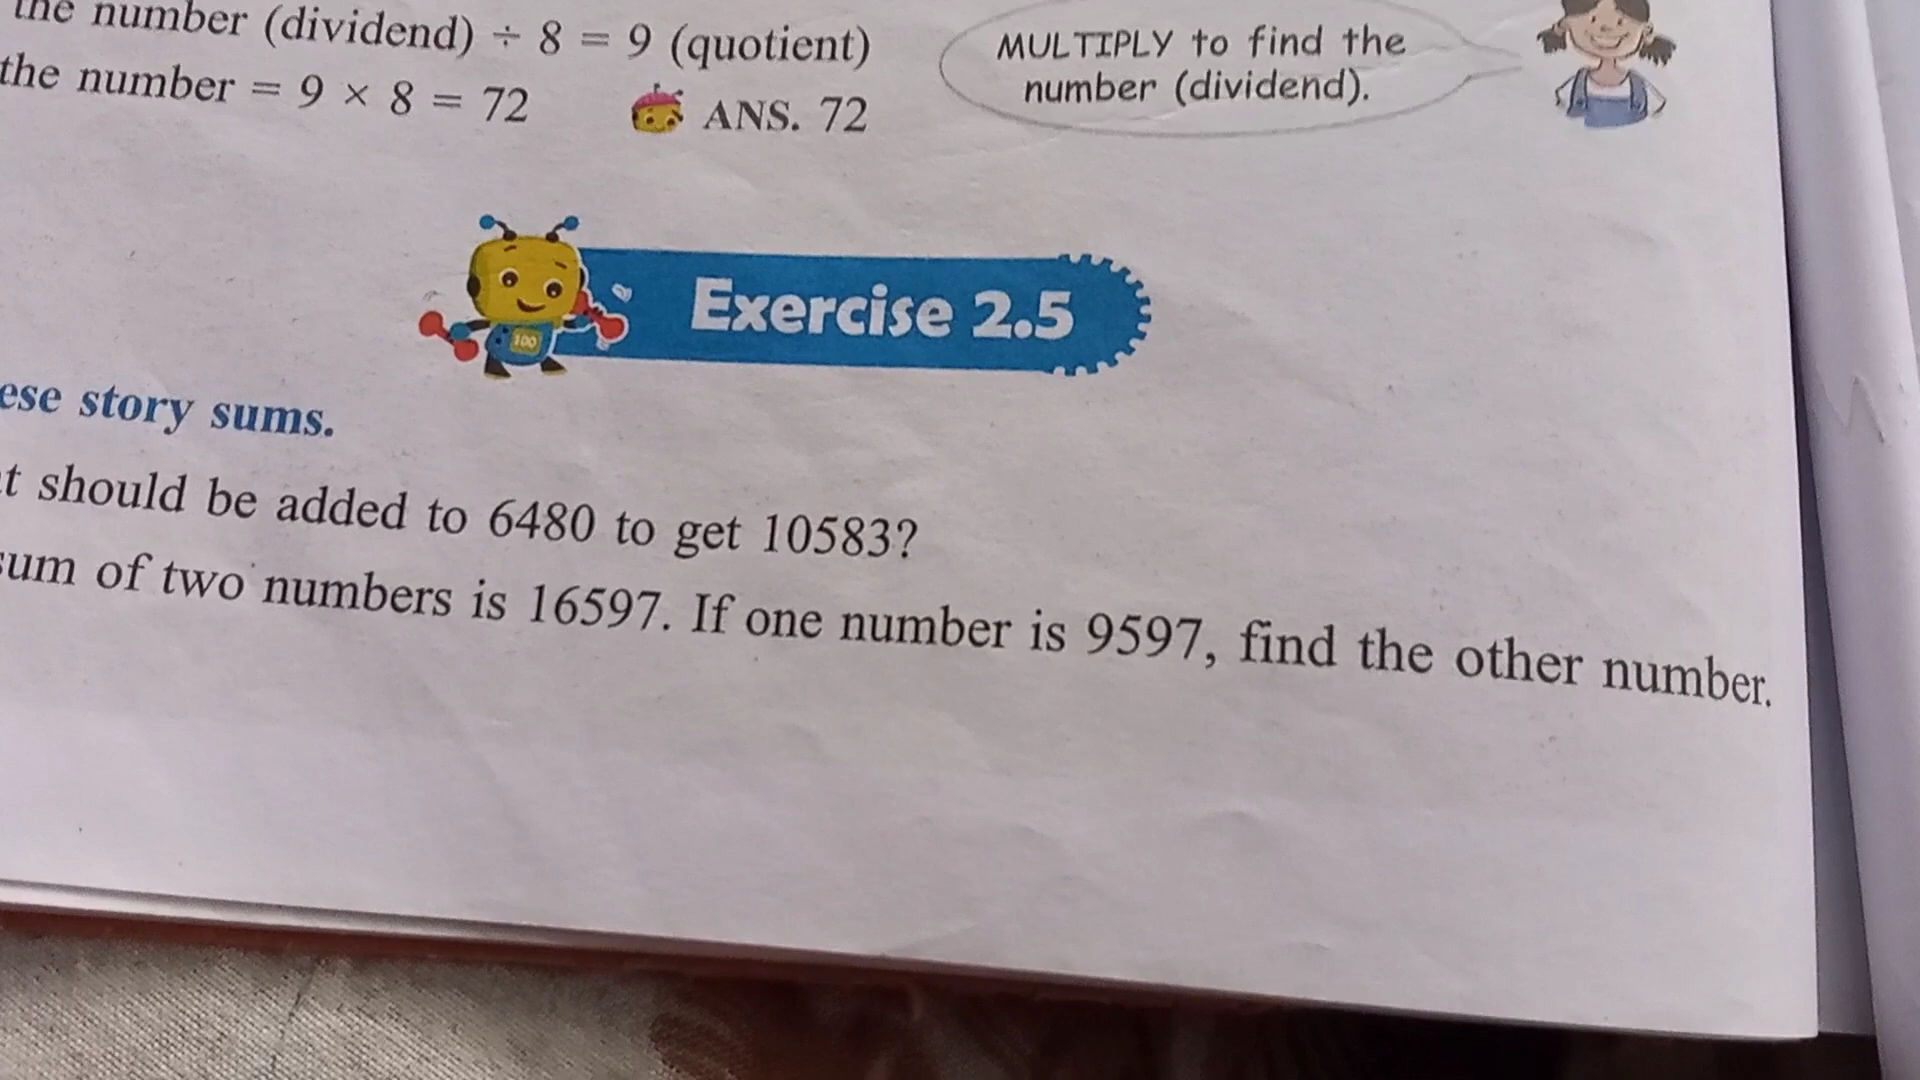 the number (dividend) ÷ 8 = 9 (quotient)
the number = 9 × 8 = 72
ANS. 72
MULTIPLY to find the
number (dividend).
100
Exercise 2.5
story sums.
should be added to 6480 to get 10583?
of two numbers is 16597. If one number is 9597, find the other number.